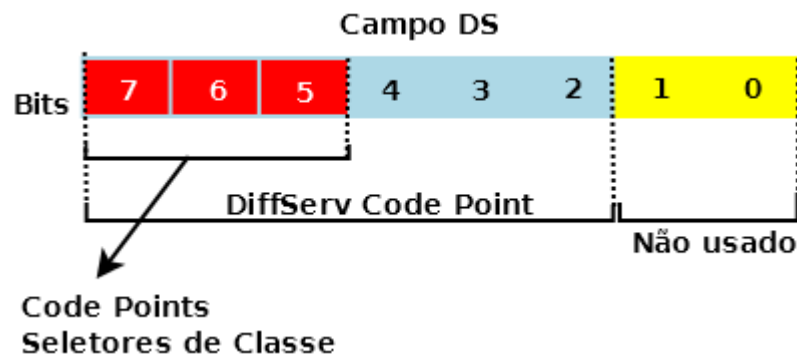 Campo DS
Bits 7 6 5 4 3 2 1 0
DiffServ Code Point
Não usado
Code Points
Seletores de Classe